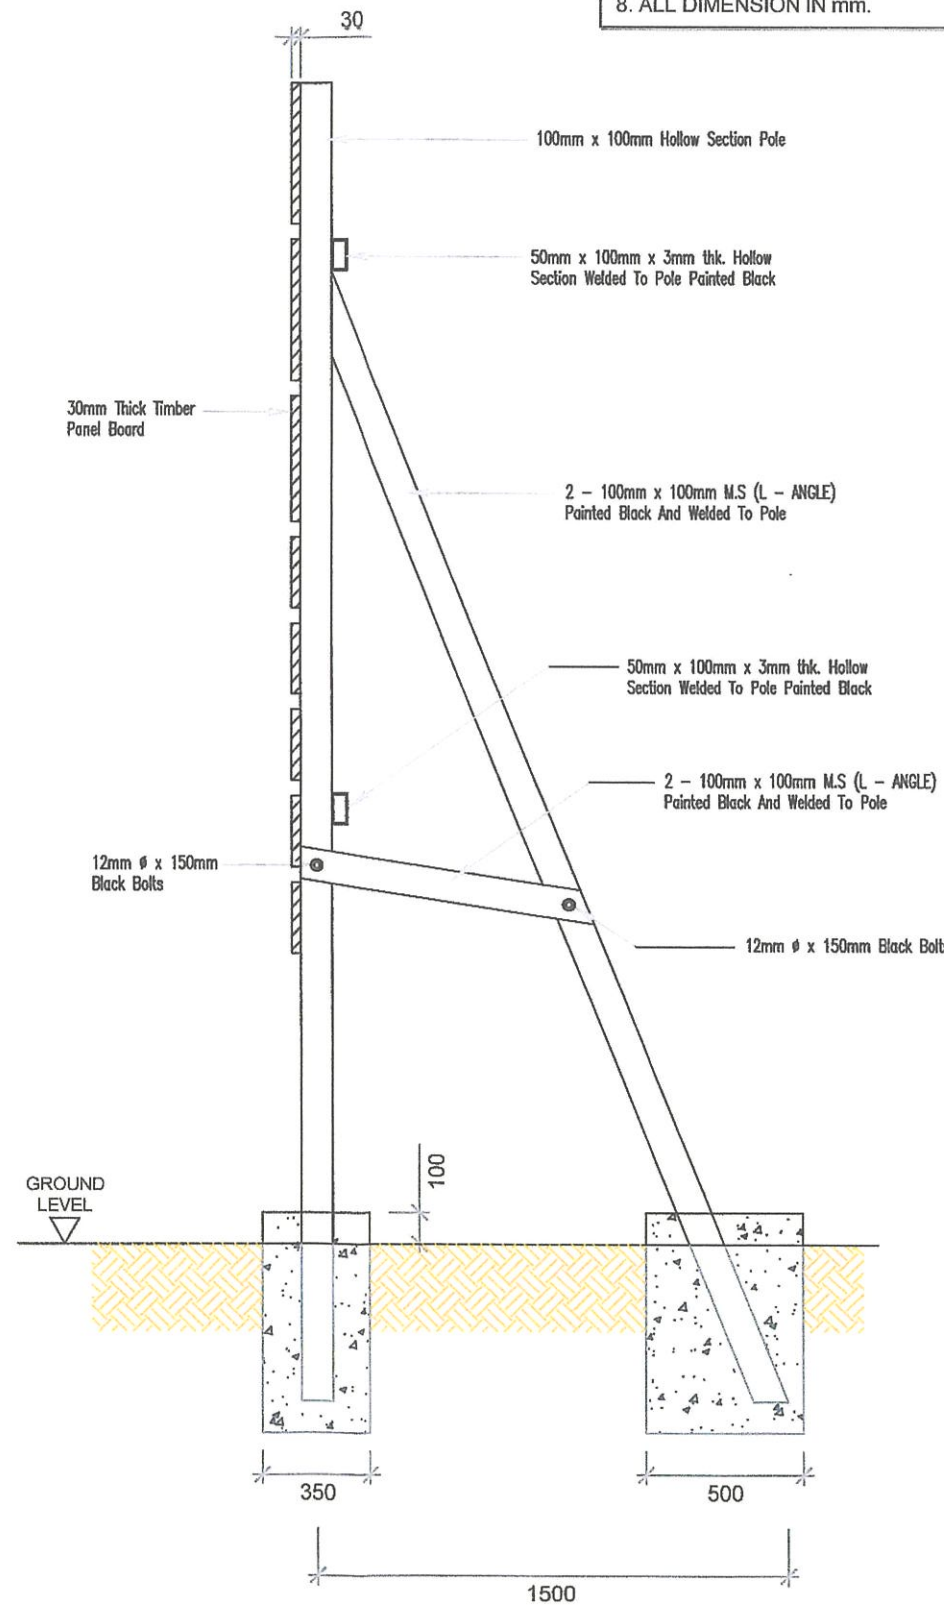 8. ALL DIMENSION IN mm.
30
100mm x 100mm Hollow Section Pole
50mm x 100mm x 3mm thk. Hollow
Section Welded To Pole Painted Black
30mm Thick Timber
Panel Board
2 - 100mm x 100mm M.S (L - ANGLE)
Painted Black And Welded To Pole
50mm x 100mm x 3mm thk. Hollow
Section Welded To Pole Painted Black
2 - 100mm x 100mm M.S (L - ANGLE)
Painted Black And Welded To Pole
12mm ø x 150mm
Black Bolts
12mm ø x 150mm Black Bolt
100
GROUND
LEVEL
350
500
1500